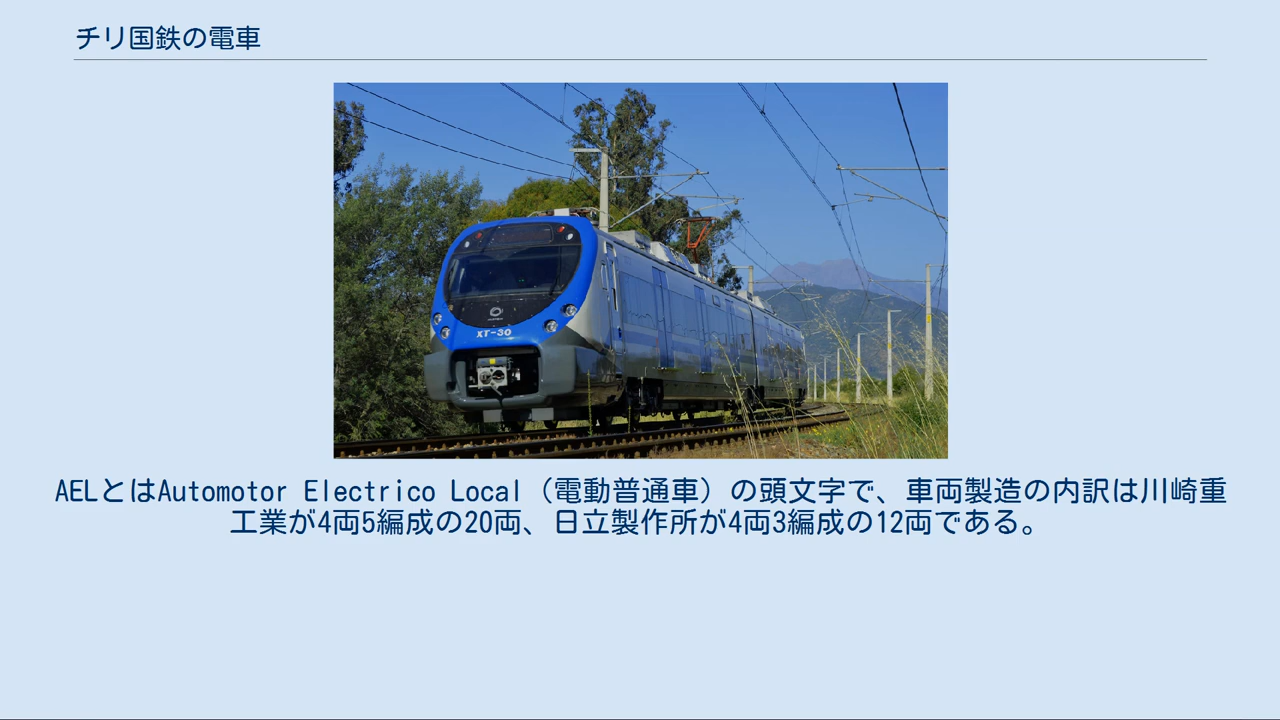 チリ国鉄の電車
XT-30
AELとはAutomotor Electrico Local（電動普通車）の頭文字で、車両製造の内訳は川崎重
工業が4両5編成の20両、日立製作所が4両3編成の12両である。